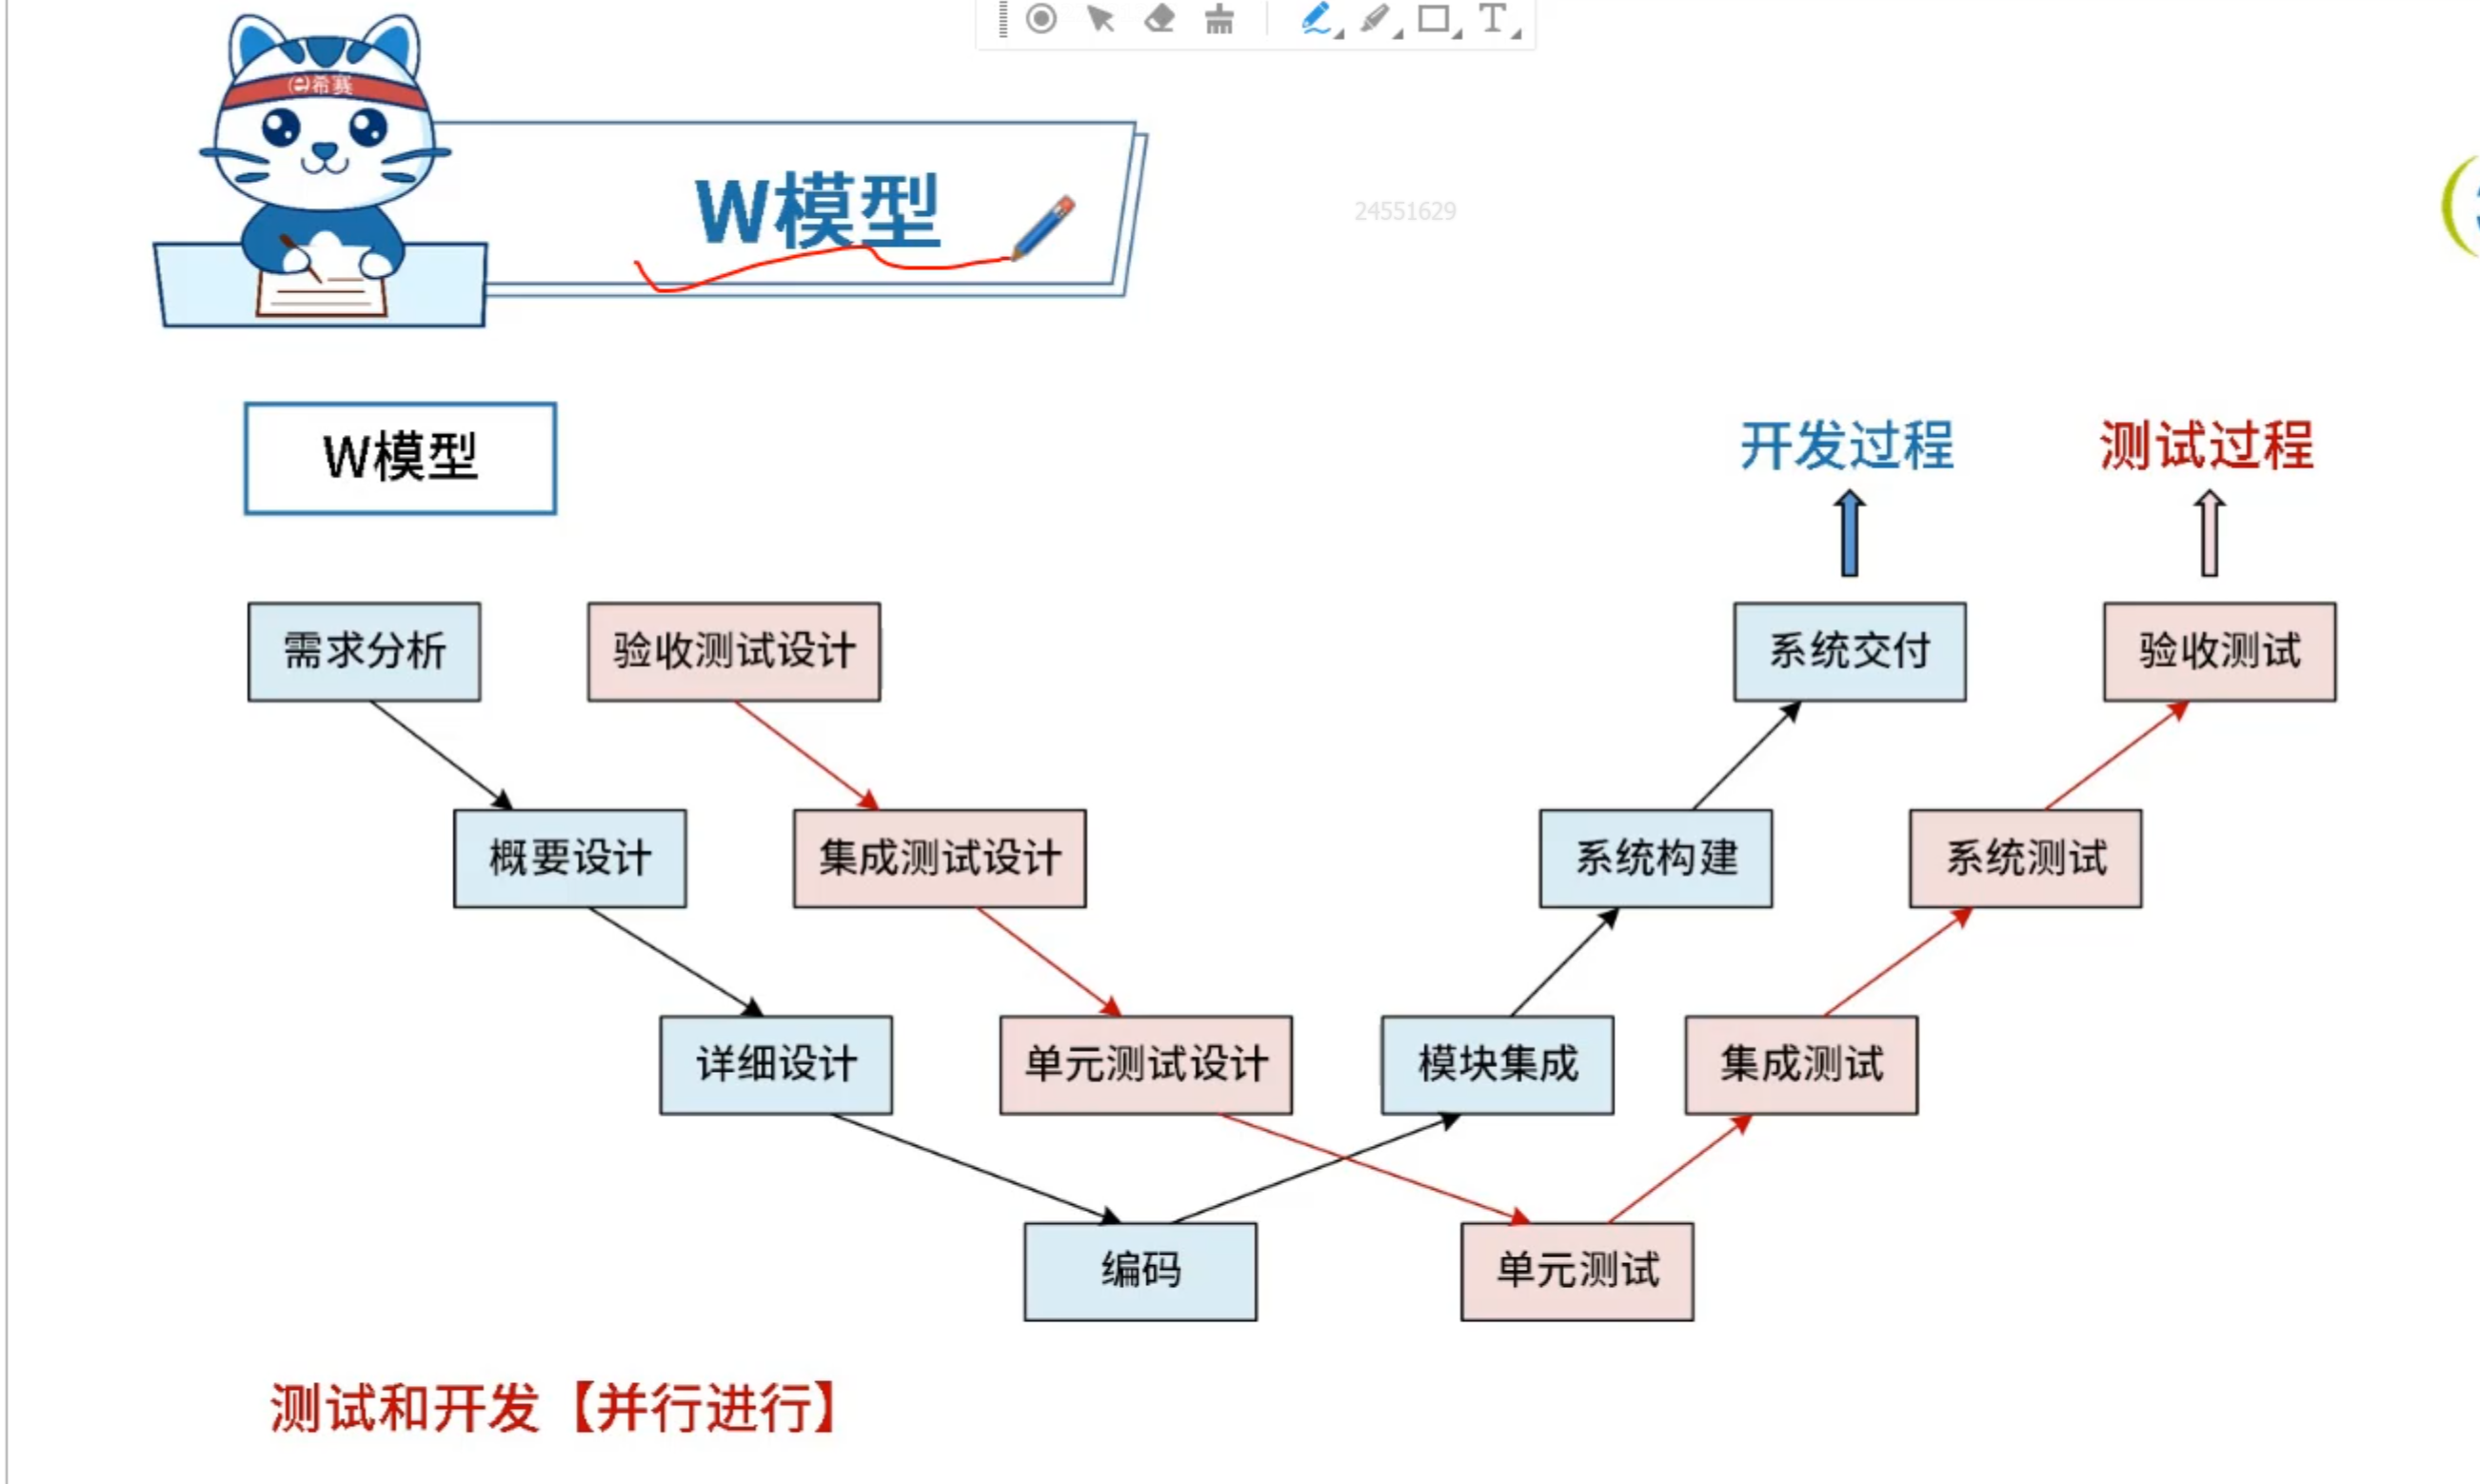 T
希赛
W模型
24551629
W模型
开发过程
测试过程
需求分析
验收测试设计
系统交付
验收测试
概要设计
集成测试设计
系统构建
系统测试
详细设计
单元测试设计
模块集成
集成测试
编码
单元测试
测试和开发【并行进行】